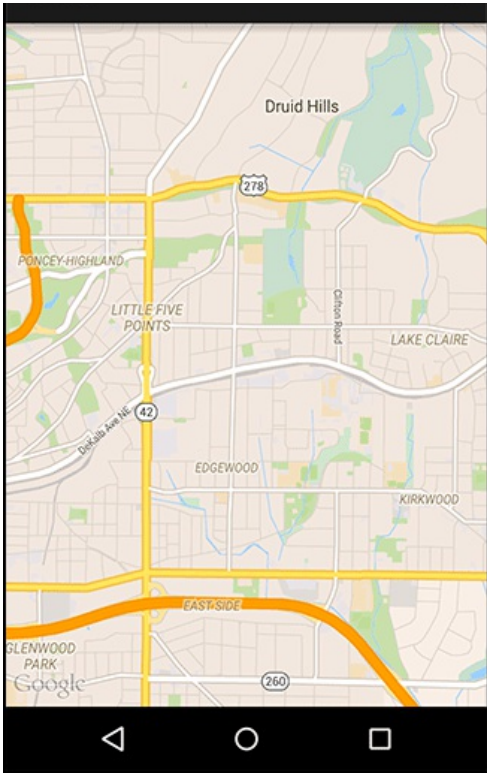 Druid Hills
278
PONCEY-HIGHLAND
LITTLE FIVE
POINTS
Clifton Road
LAKE CLAIRE
42
DeKalb Ave NE
EDGEWOOD
KIRKWOOD
EAST SIDE
GLENWOOD
PARK
260
Google